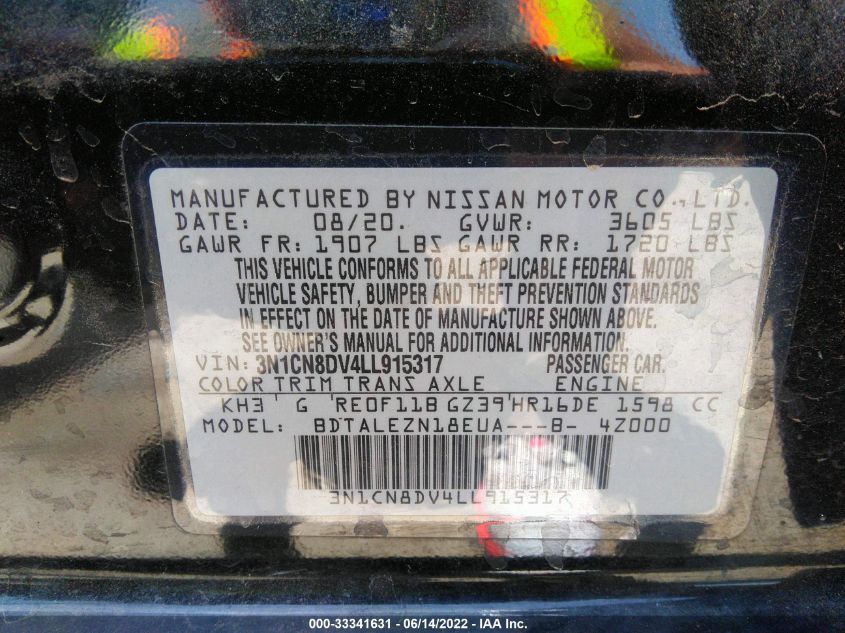 MANUFACTURED BY NISSAN MOTOR CO., LTD.
DATE: 08/20. GVWR: 3605 LBS
GAWR FR: 1907 LBS GAWR RR: 1720 LBS
THIS VEHICLE CONFORMS TO ALL APPLICABLE FEDERAL MOTOR
VEHICLE SAFETY, BUMPER AND THEFT PREVENTION STANDARDS
IN EFFECT ON THE DATE OF MANUFACTURE SHOWN ABOVE.
SEE OWNER'S MANUAL FOR ADDITIONAL INFORMATION.
VIN: 3N1CN8DV4LL915317 PASSENGER CAR.
COLOR TRIM TRANS AXLE ENGINE
KH3 G RE0F11B GZ39 HR16DE 1598 CC
MODEL: BDTALEZN18EUA---B- 4Z000
3N1CN8DV4LL915317
000-33341631 - 06/14/2022 - IAA Inc.